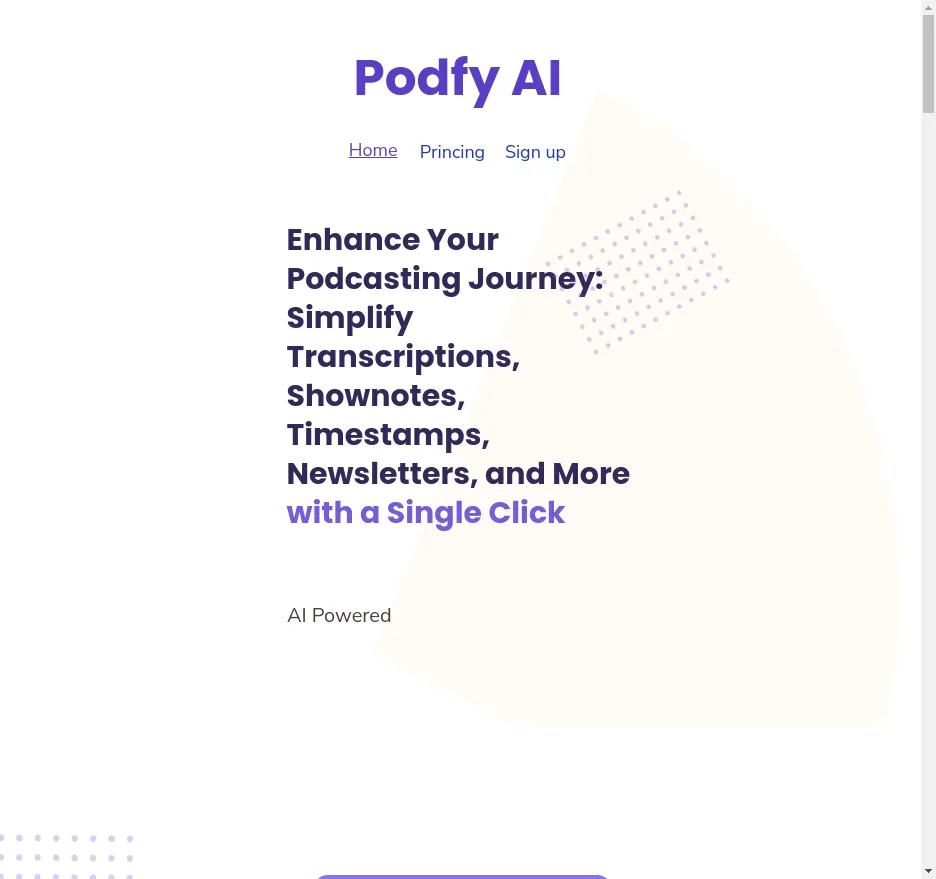 Podfy AI
Home Princing Sign up
Enhance Your
Podcasting Journey:
Simplify
Transcriptions,
Shownotes,
Timestamps,
Newsletters, and More
with a Single Click
AI Powered